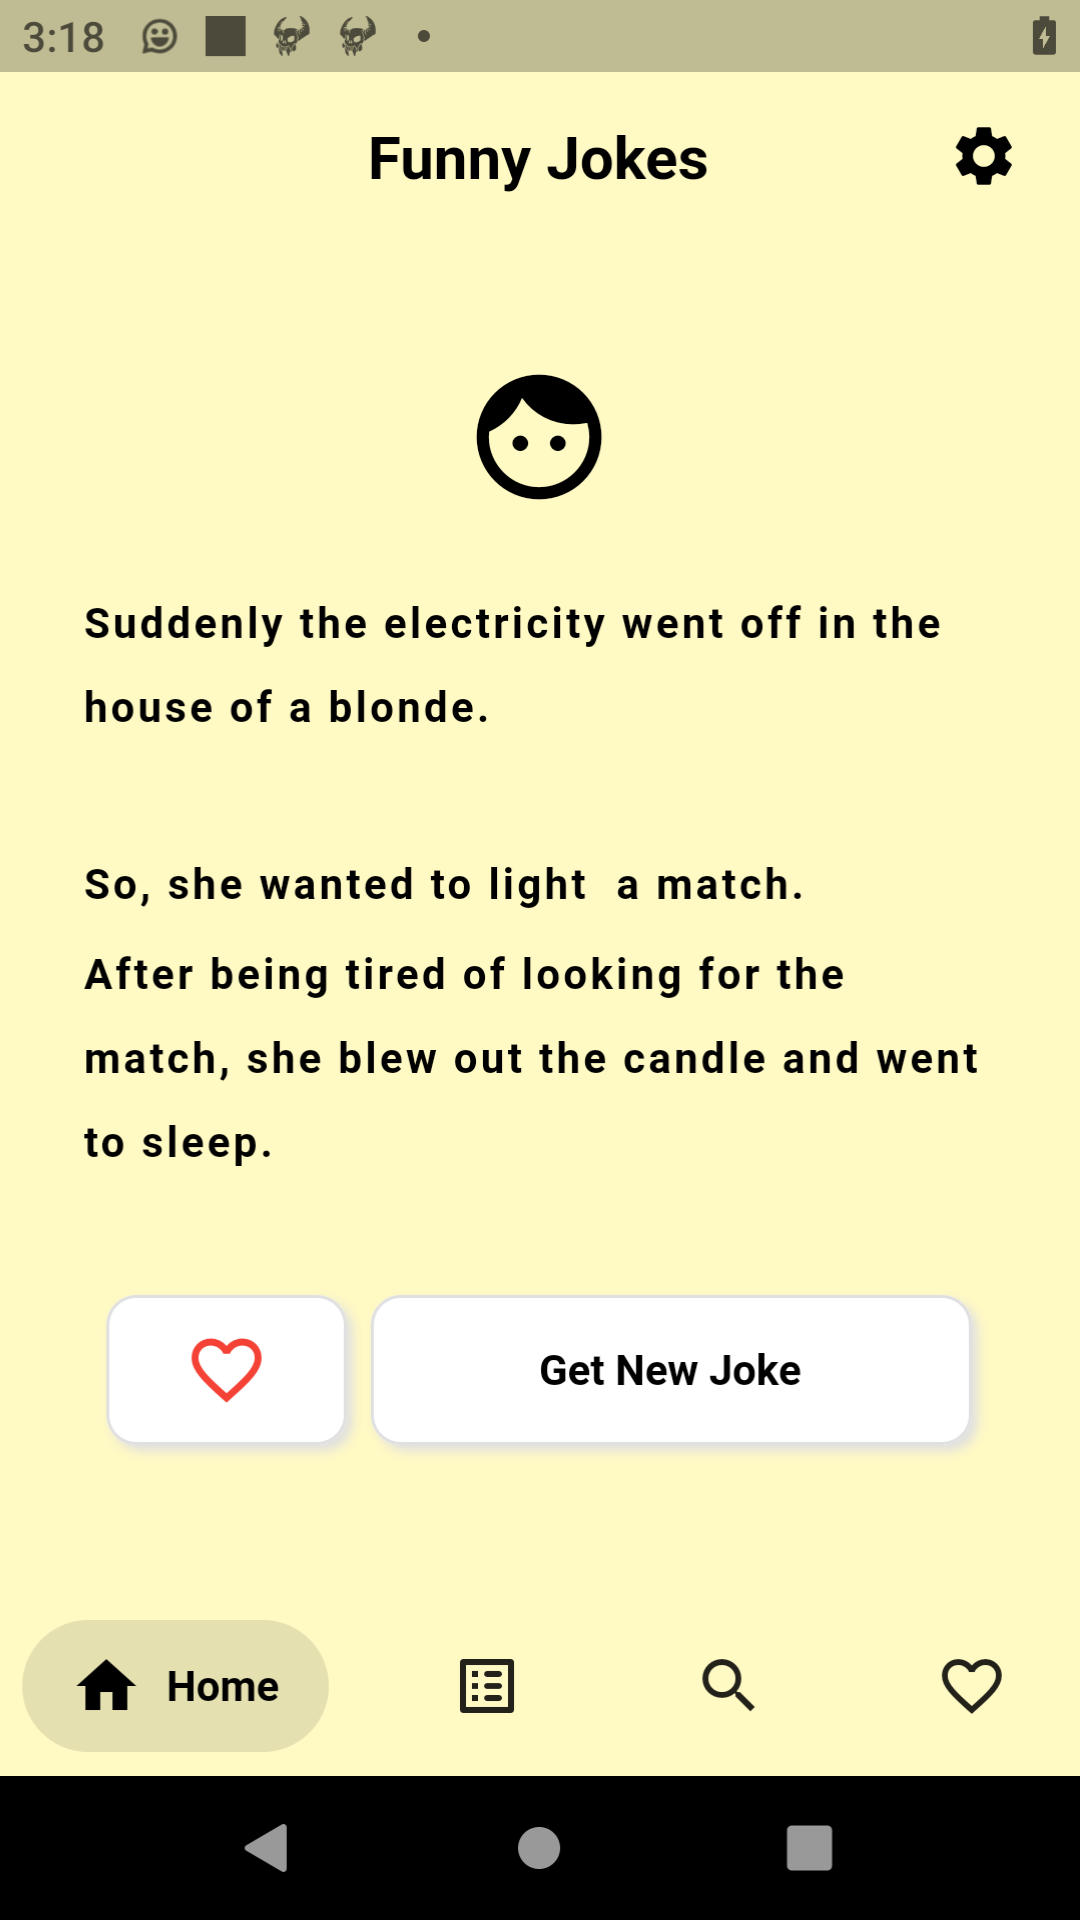 3:18
Funny Jokes
Suddenly the electricity went off in the
house of a blonde.
So, she wanted to light  a match.
After being tired of looking for the
match, she blew out the candle and went
to sleep.
Get New Joke
Home